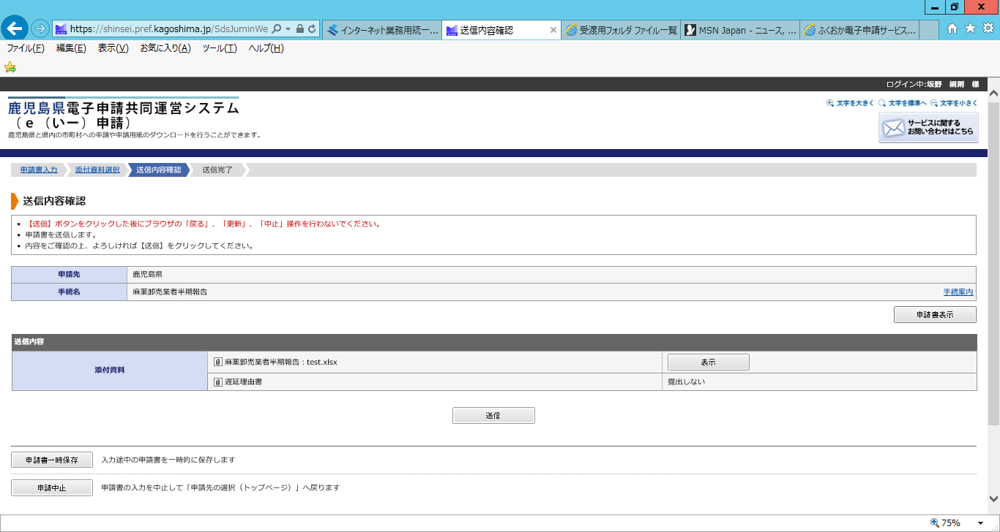 https://shinsei.pref.kagoshima.jp/SdsJuminWe
インターネット業務用統一...
送信内容確認
受渡用フォルダ ファイル一覧
MSN Japan - ニュース, ...
ふくおか電子申請サービス...
ファイル(F) 編集(E) 表示(V) お気に入り(A) ツール(T) ヘルプ(H)
ログイン中:坂野 綱則 様
鹿児島県電子申請共同運営システム
（ｅ（いー）申請）
鹿児島県と県内の市町村への申請や申請用紙のダウンロードを行うことができます。
文字を大きく 文字を標準へ 文字を小さく
サービスに関する
お問い合わせはこちら
申請書入力 添付資料選択 送信内容確認 送信完了
送信内容確認
【送信】ボタンをクリックした後にブラウザの「戻る」、「更新」、「中止」操作を行わないでください。
申請書を送信します。
内容をご確認の上、よろしければ【送信】をクリックしてください。
申請先 鹿児島県
手続名 麻薬卸売業者半期報告 手続案内
申請書表示
送信内容
添付資料
麻薬卸売業者半期報告：test.xlsx 表示
遅延理由書 提出しない
送信
申請書一時保存 入力途中の申請書を一時的に保存します
申請中止 申請書の入力を中止して「申請先の選択（トップページ）」へ戻ります
75%